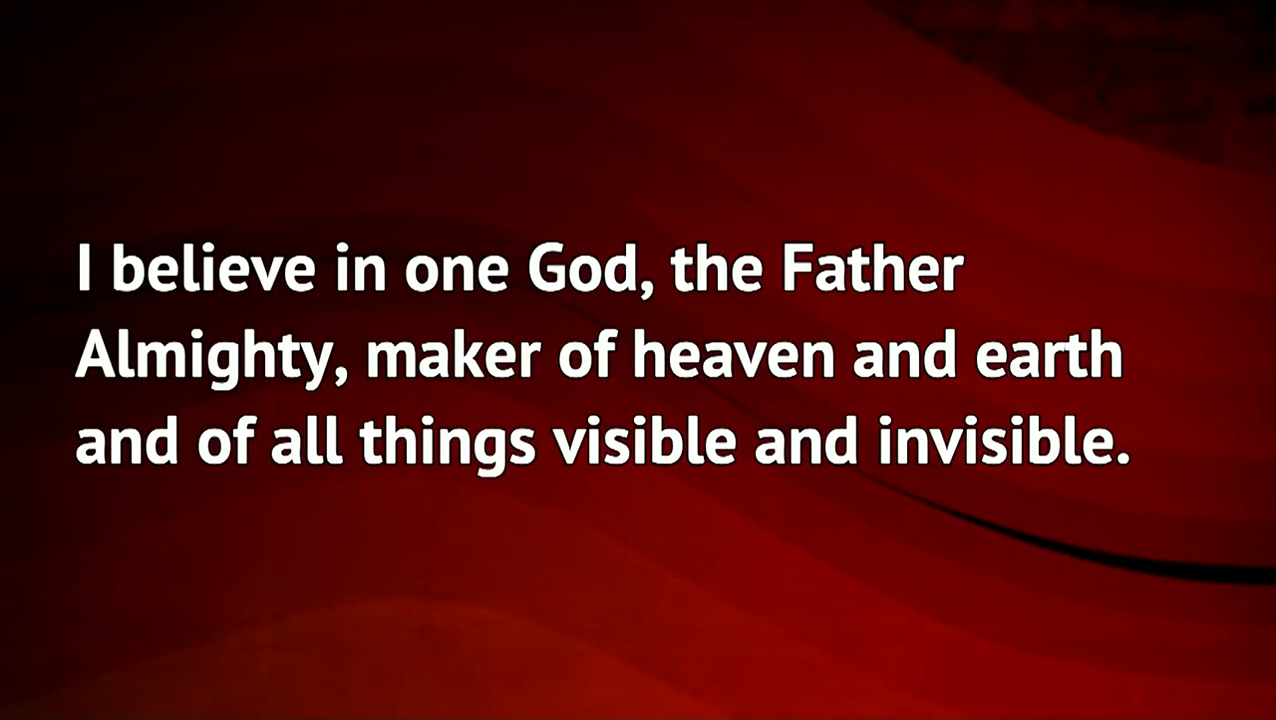 I believe in one God, the Father
Almighty, maker of heaven and earth
and of all things visible and invisible.